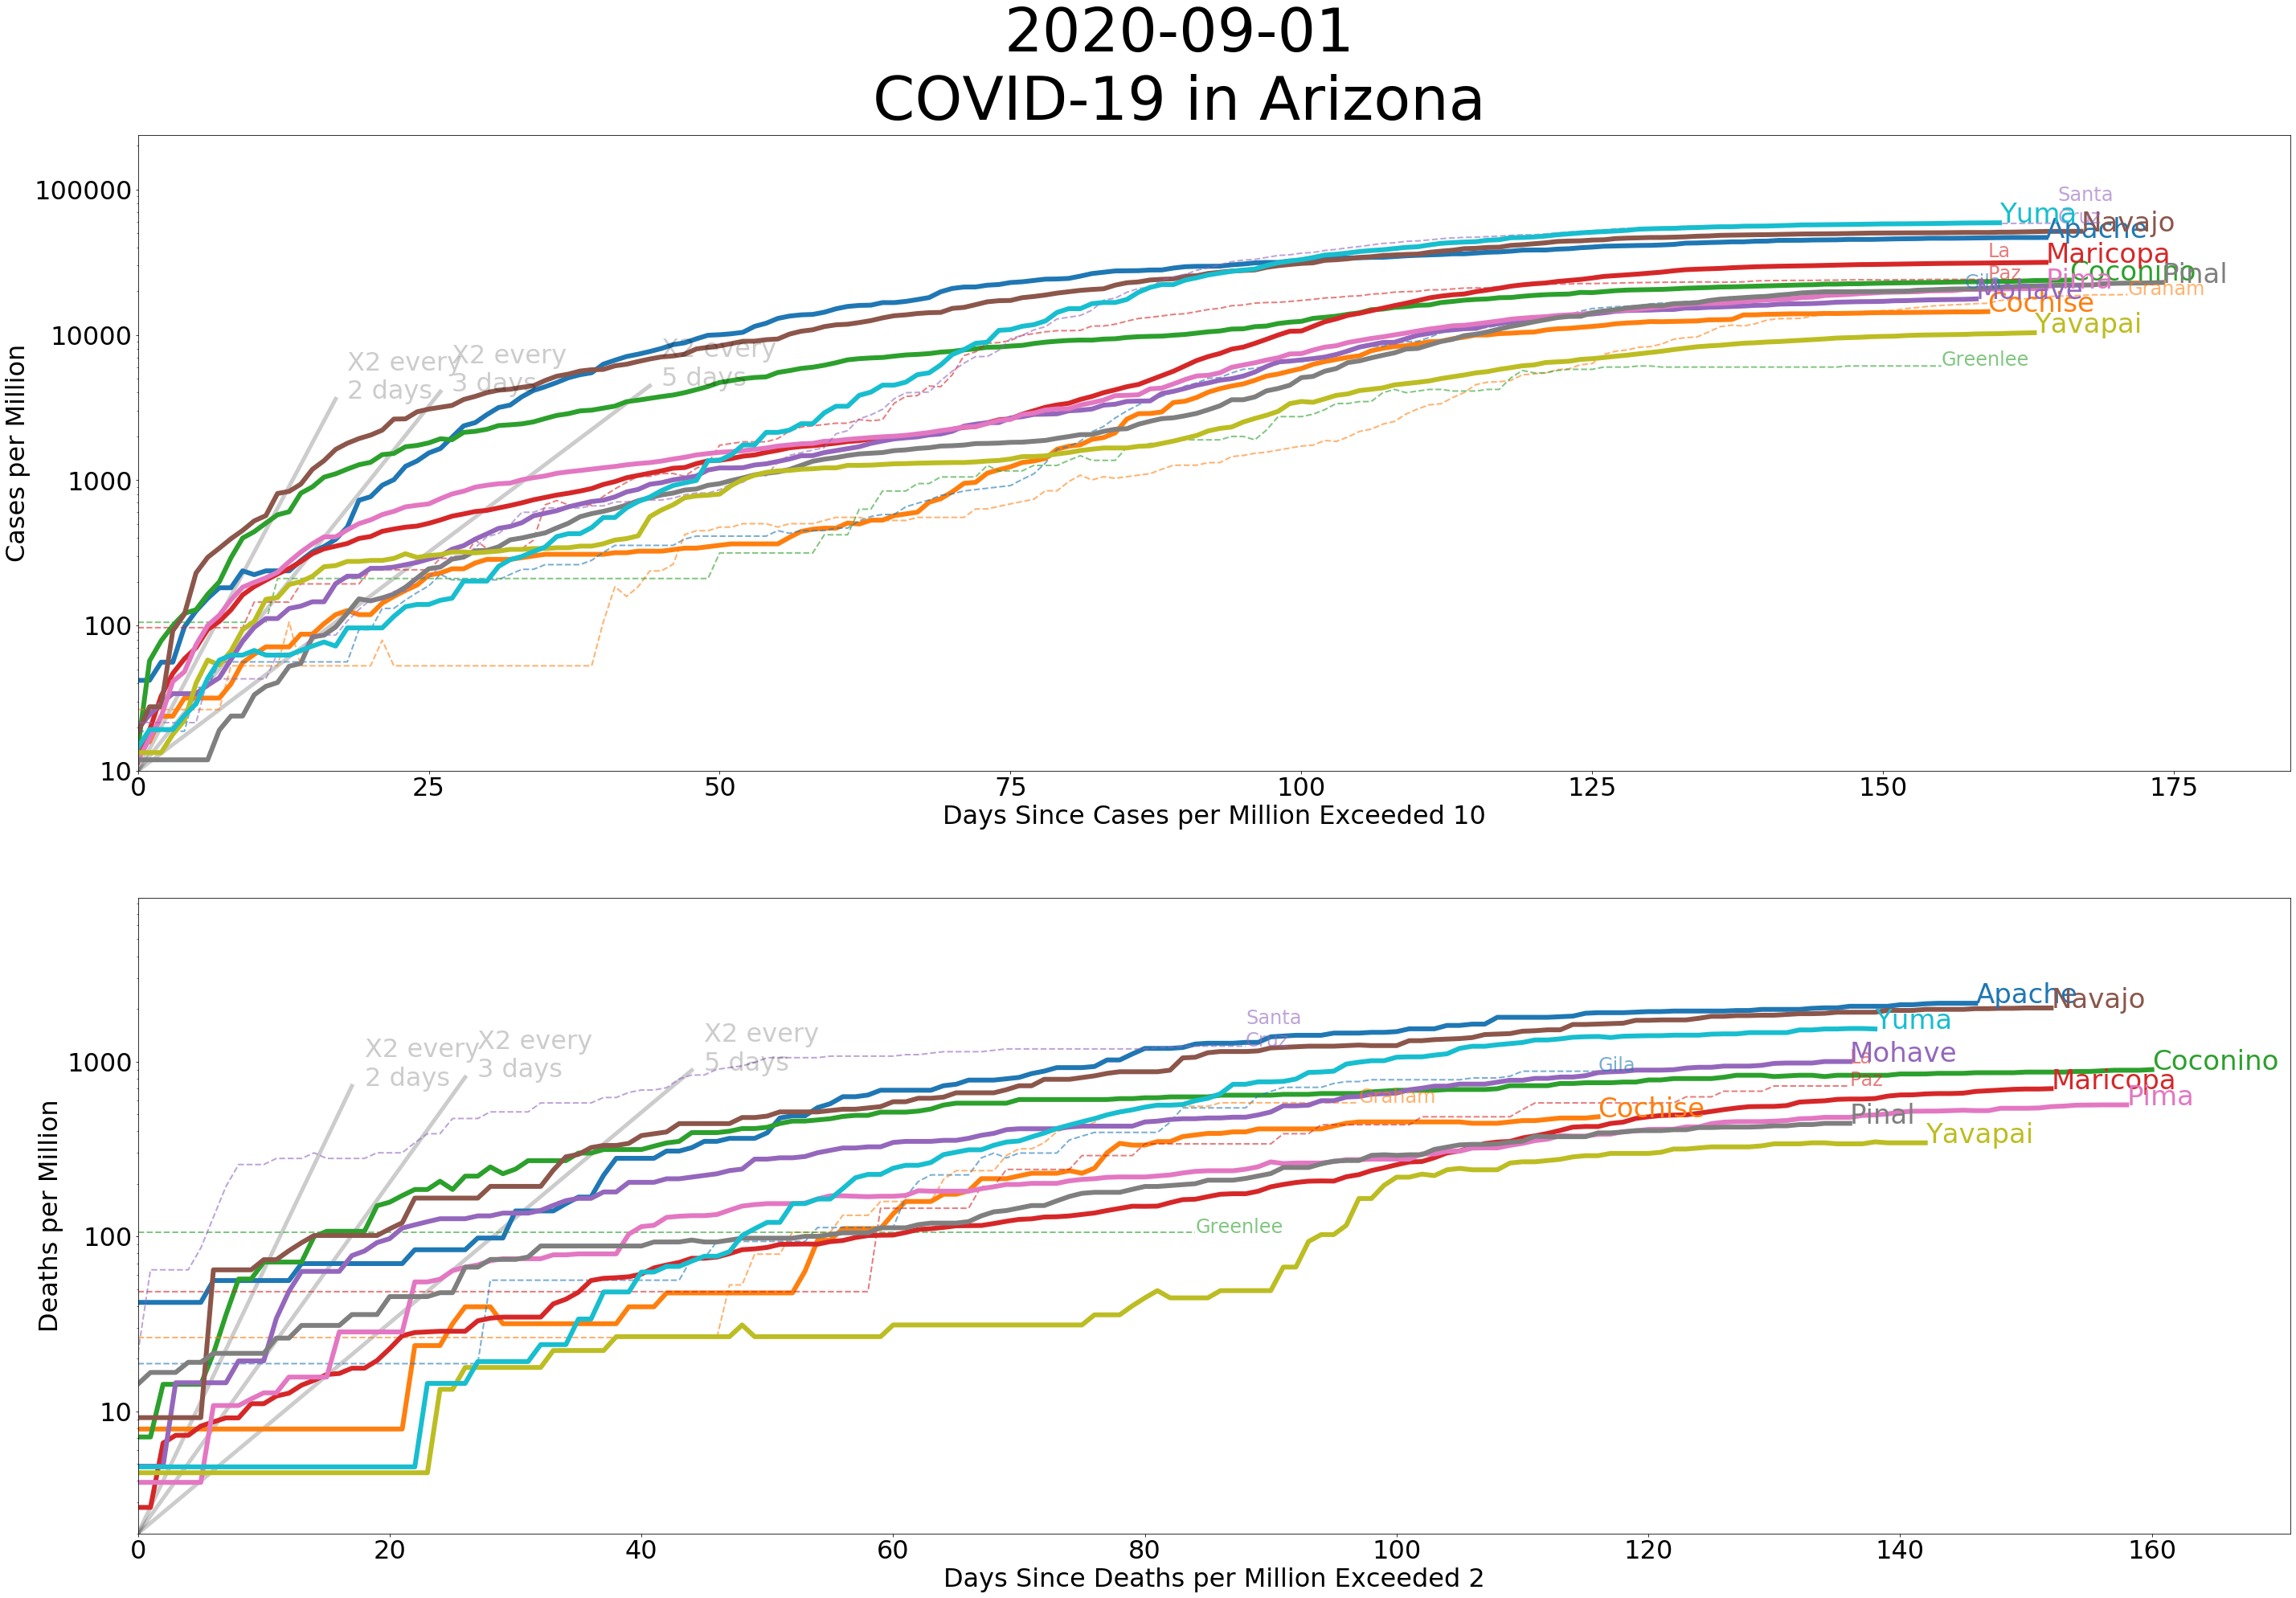 2020-09-01
COVID-19 in Arizona
100000
10000
1000
100
10
Cases per Million
X2 every
2 days
X2 every
3 days
X2 every
5 days
Santa
Cruz
Yuma
Navajo
Apache
La
Paz
Maricopa
Gila
Coconino
Pinal
Pima
Mohave
Graham
Cochise
Yavapai
Greenlee
0 25 50 75 100 125 150 175
Days Since Cases per Million Exceeded 10
1000
100
10
Deaths per Million
X2 every
2 days
X2 every
3 days
X2 every
5 days
Santa
Cruz
Apache
Navajo
Yuma
Mohave
Gila
La
Paz
Coconino
Maricopa
Pima
Graham
Cochise
Pinal
Yavapai
Greenlee
0 20 40 60 80 100 120 140 160
Days Since Deaths per Million Exceeded 2